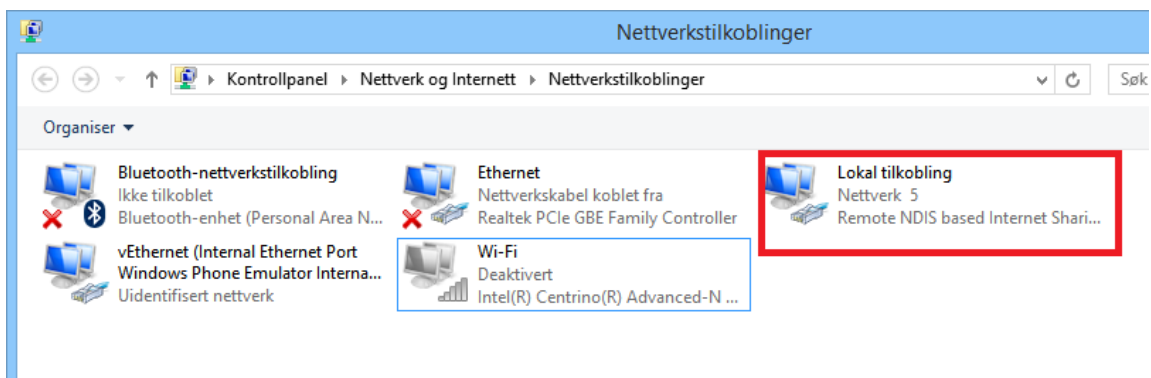 Nettverkstilkoblinger
Kontrollpanel Nettverk og Internett Nettverkstilkoblinger
Søk
Organiser
Bluetooth-nettverkstilkobling
Ikke tilkoblet
Bluetooth-enhet (Personal Area N...
Ethernet
Nettverkskabel koblet fra
Realtek PCIe GBE Family Controller
Lokal tilkobling
Nettverk 5
Remote NDIS based Internet Shari...
vEthernet (Internal Ethernet Port
Windows Phone Emulator Interna...
Uidentifisert nettverk
Wi-Fi
Deaktivert
Intel(R) Centrino(R) Advanced-N ...